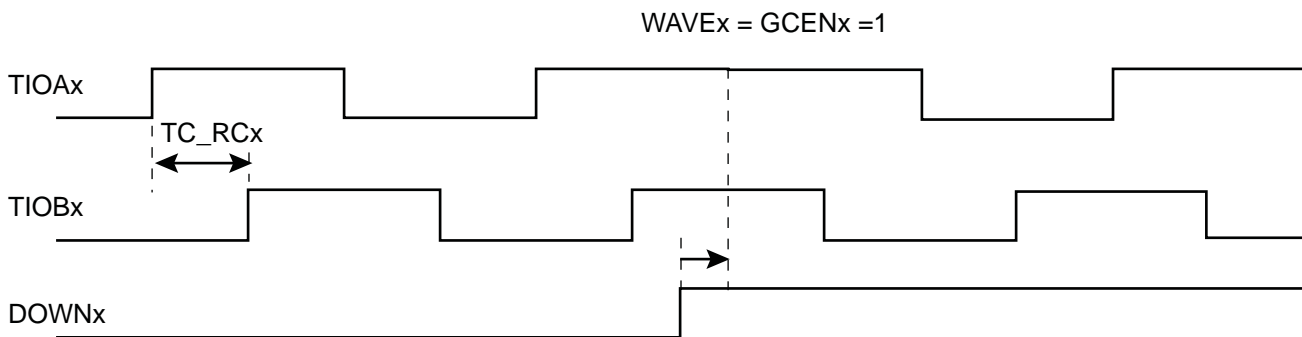 WAVEx = GCENx =1
TIOAx
TC_RCx
TIOBx
DOWNx